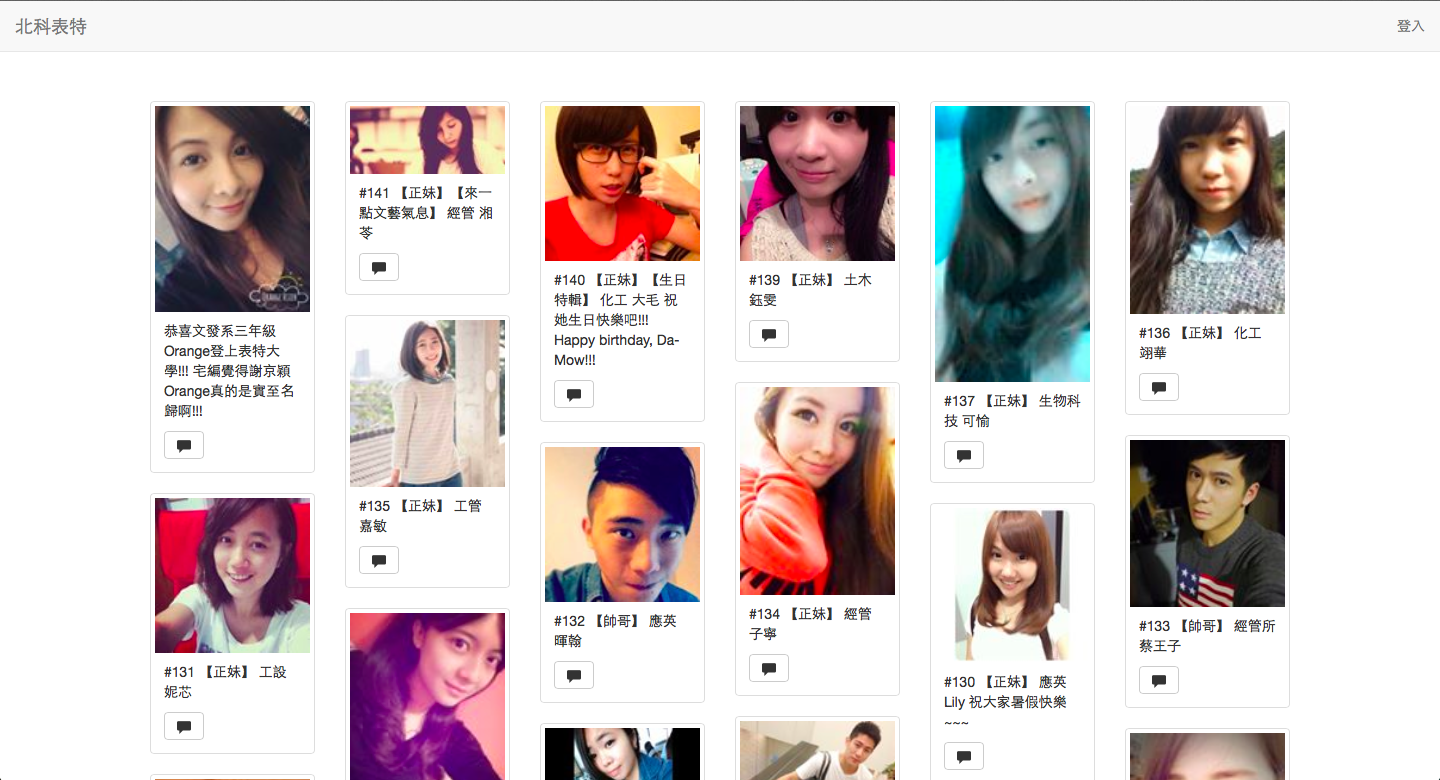 北科表特
登入
恭喜文發系三年級
Orange登上表特大
學!!! 宅編覺得謝京穎
Orange真的是實至名
歸啊!!!
#141 【正妹】【來一
點文藝氣息】 經管 湘
苓
#140 【正妹】【生日
特輯】 化工 大毛 祝
她生日快樂吧!!!
Happy birthday, Da-
Mow!!!
#139 【正妹】 土木
鈺雯
#137 【正妹】 生物科
技 可愉
#136 【正妹】 化工
翊華
#131 【正妹】 工設
妮芯
#135 【正妹】 工管
嘉敏
#132 【帥哥】 應英
暉翰
#134 【正妹】 經管
子寧
#130 【正妹】 應英
Lily 祝大家暑假快樂
~~~
#133 【帥哥】 經管所
蔡王子